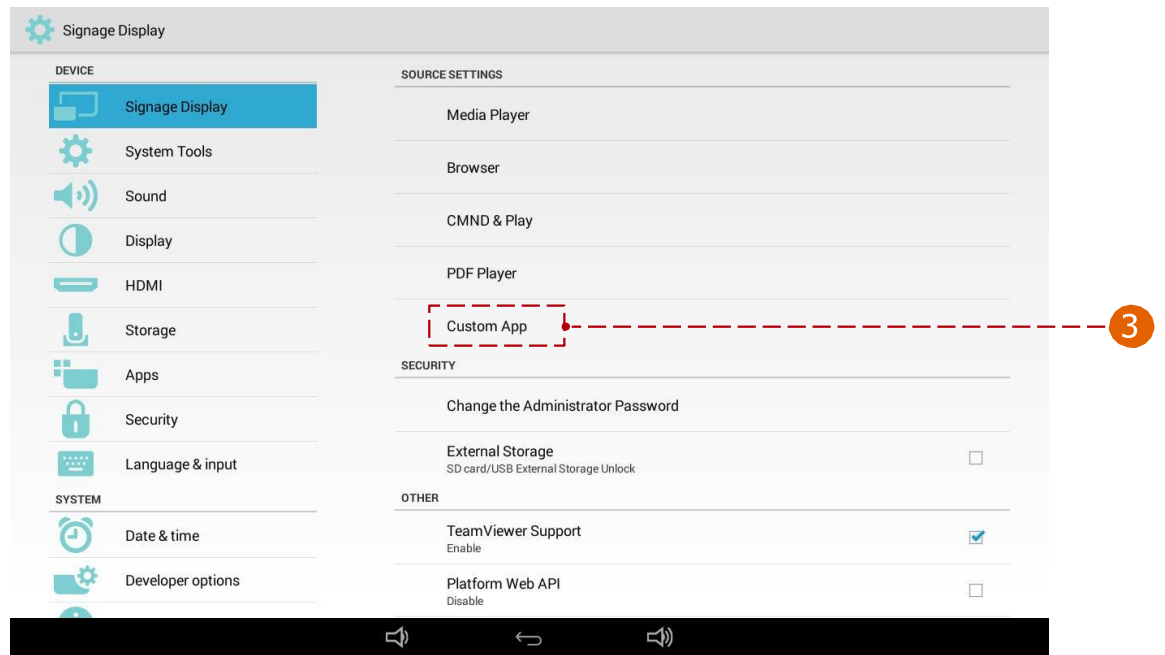 Signage Display
DEVICE
Signage Display
System Tools
Sound
Display
HDMI
Storage
Apps
Security
Language & input
SYSTEM
Date & time
Developer options
SOURCE SETTINGS
Media Player
Browser
CMND & Play
PDF Player
Custom App
3
SECURITY
Change the Administrator Password
External Storage
SD card/USB External Storage Unlock
OTHER
TeamViewer Support
Enable
Platform Web API
Disable